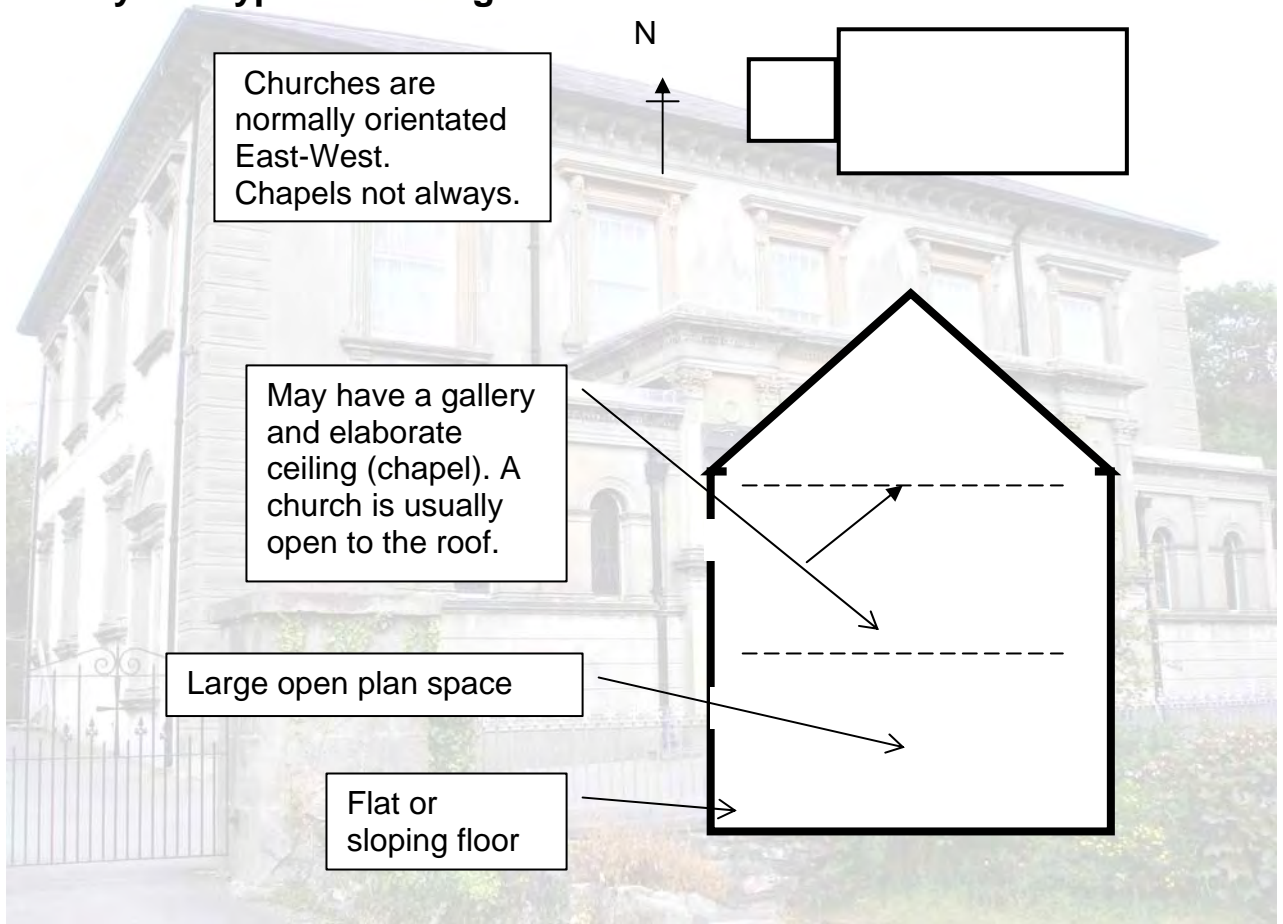 N
Churches are
normally orientated
East-West.
Chapels not always.
May have a gallery
and elaborate
ceiling (chapel). A
church is usually
open to the roof.
Large open plan space
Flat or
sloping floor